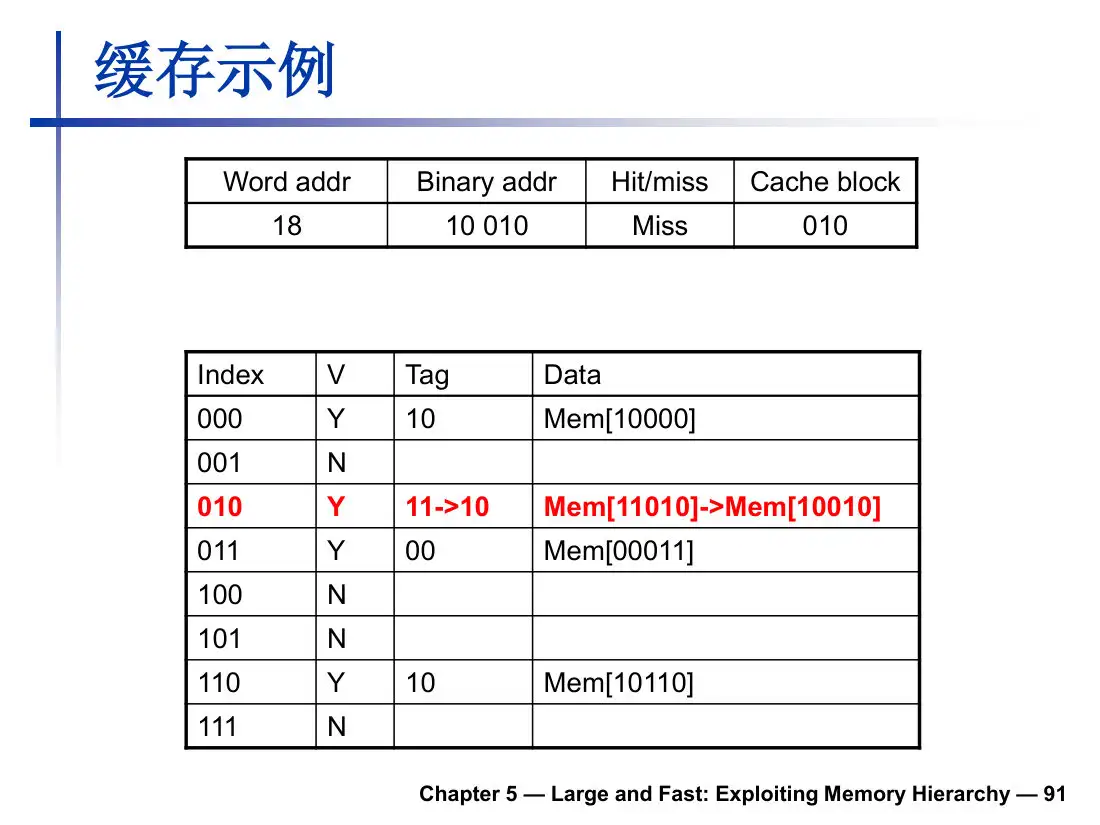 缓存示例
Word addr Binary addr Hit/miss Cache block
18 10 010 Miss 010
Index V Tag Data
000 Y 10 Mem[10000]
001 N
010 Y 11->10 Mem[11010]->Mem[10010]
011 Y 00 Mem[00011]
100 N
101 N
110 Y 10 Mem[10110]
111 N
Chapter 5 — Large and Fast: Exploiting Memory Hierarchy — 91